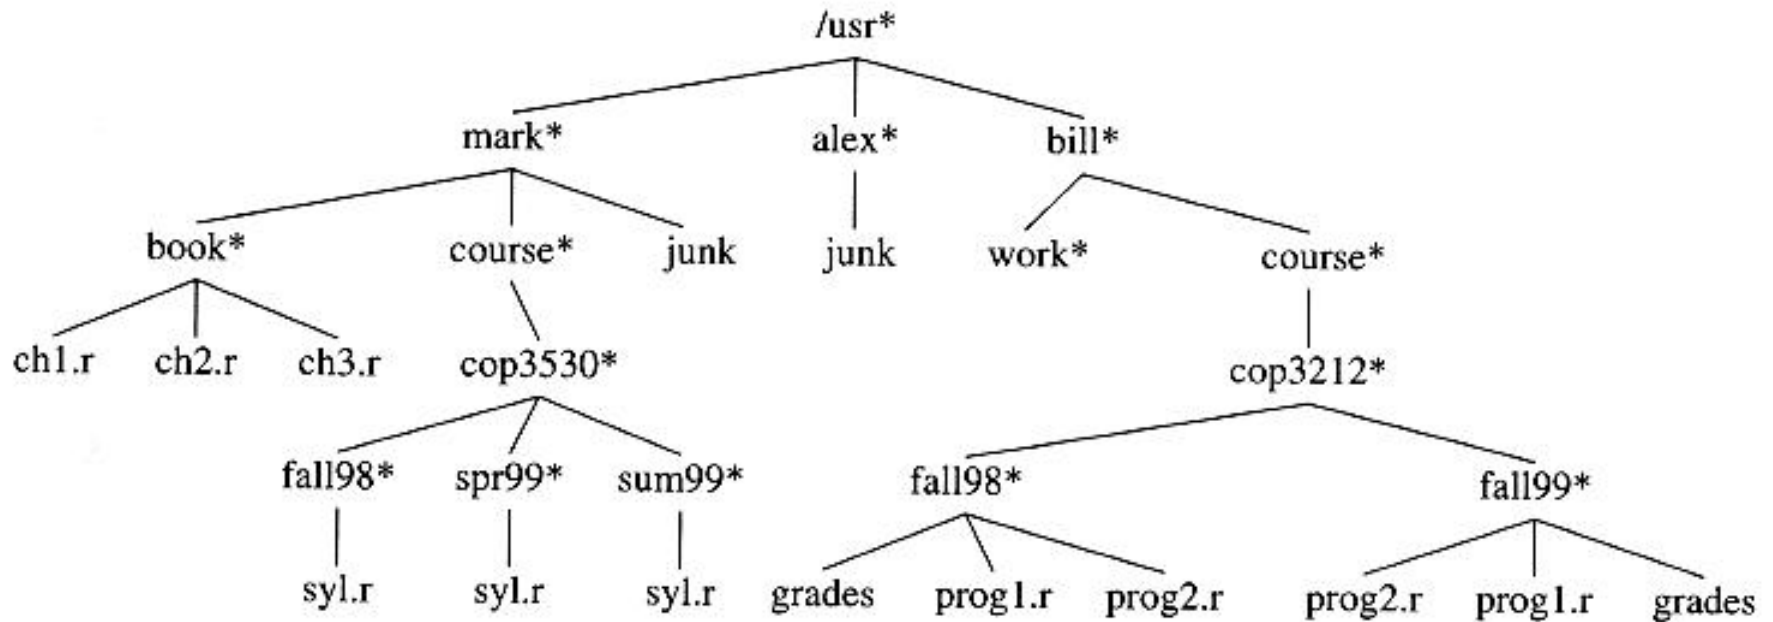 /usr*
mark* alex* bill*
book* course* junk junk work* course*
ch1.r ch2.r ch3.r cop3530* cop3212*
fall98* spr99* sum99* fall98* fall99*
syl.r syl.r syl.r grades prog1.r prog2.r prog2.r prog1.r grades